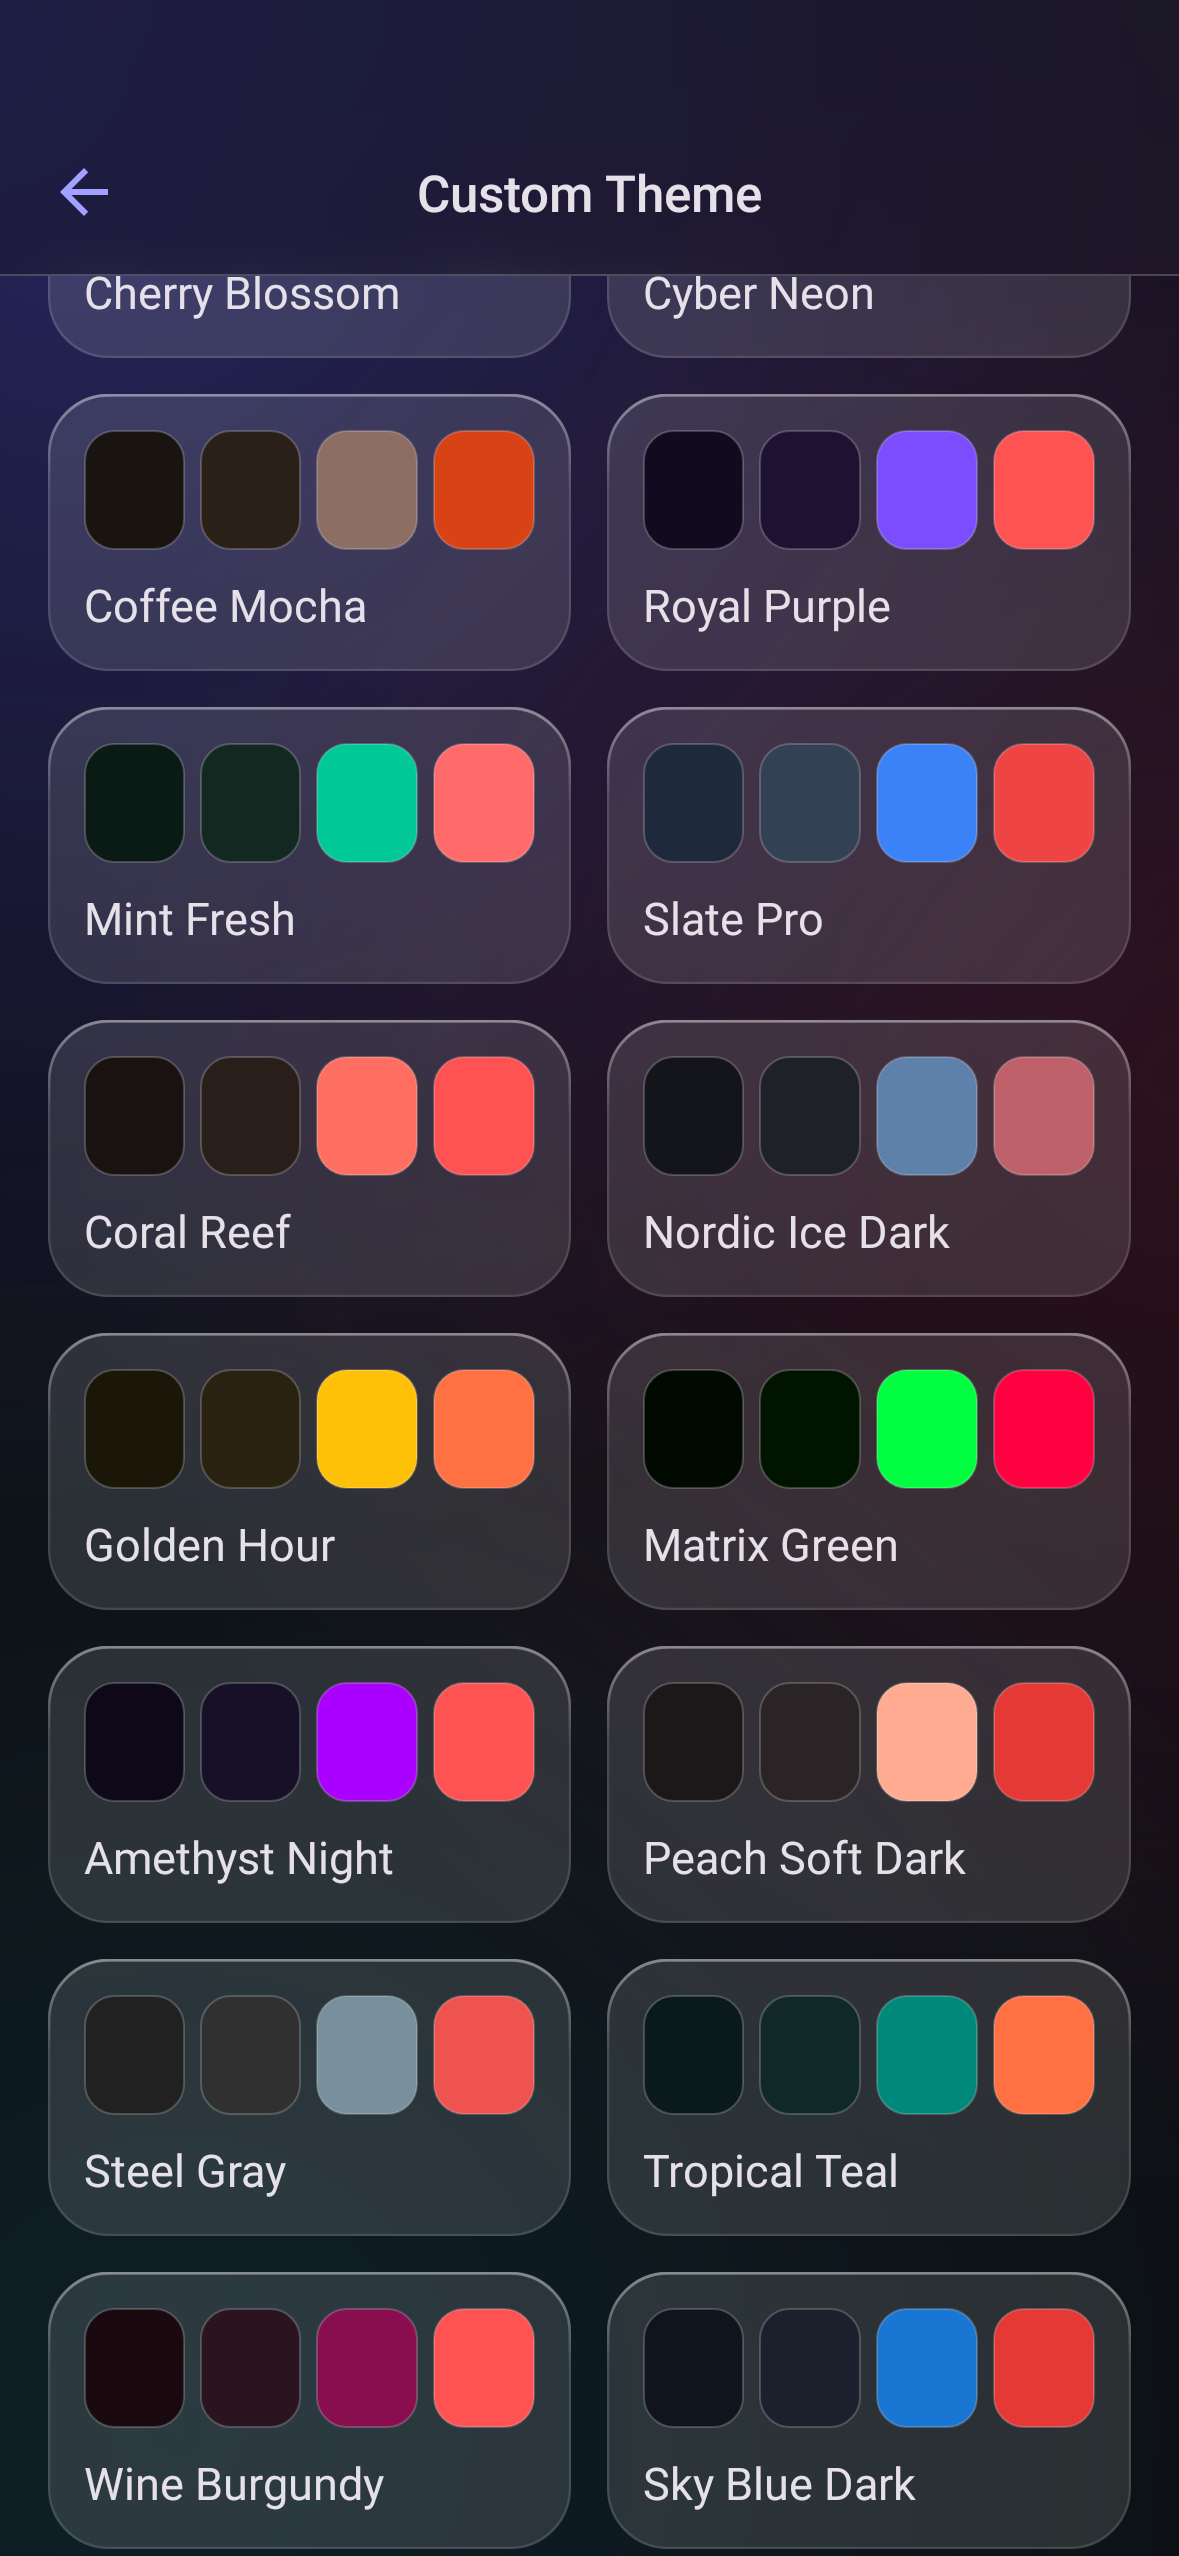 Custom Theme
Cherry Blossom
Cyber Neon
Coffee Mocha
Royal Purple
Mint Fresh
Slate Pro
Coral Reef
Nordic Ice Dark
Golden Hour
Matrix Green
Amethyst Night
Peach Soft Dark
Steel Gray
Tropical Teal
Wine Burgundy
Sky Blue Dark